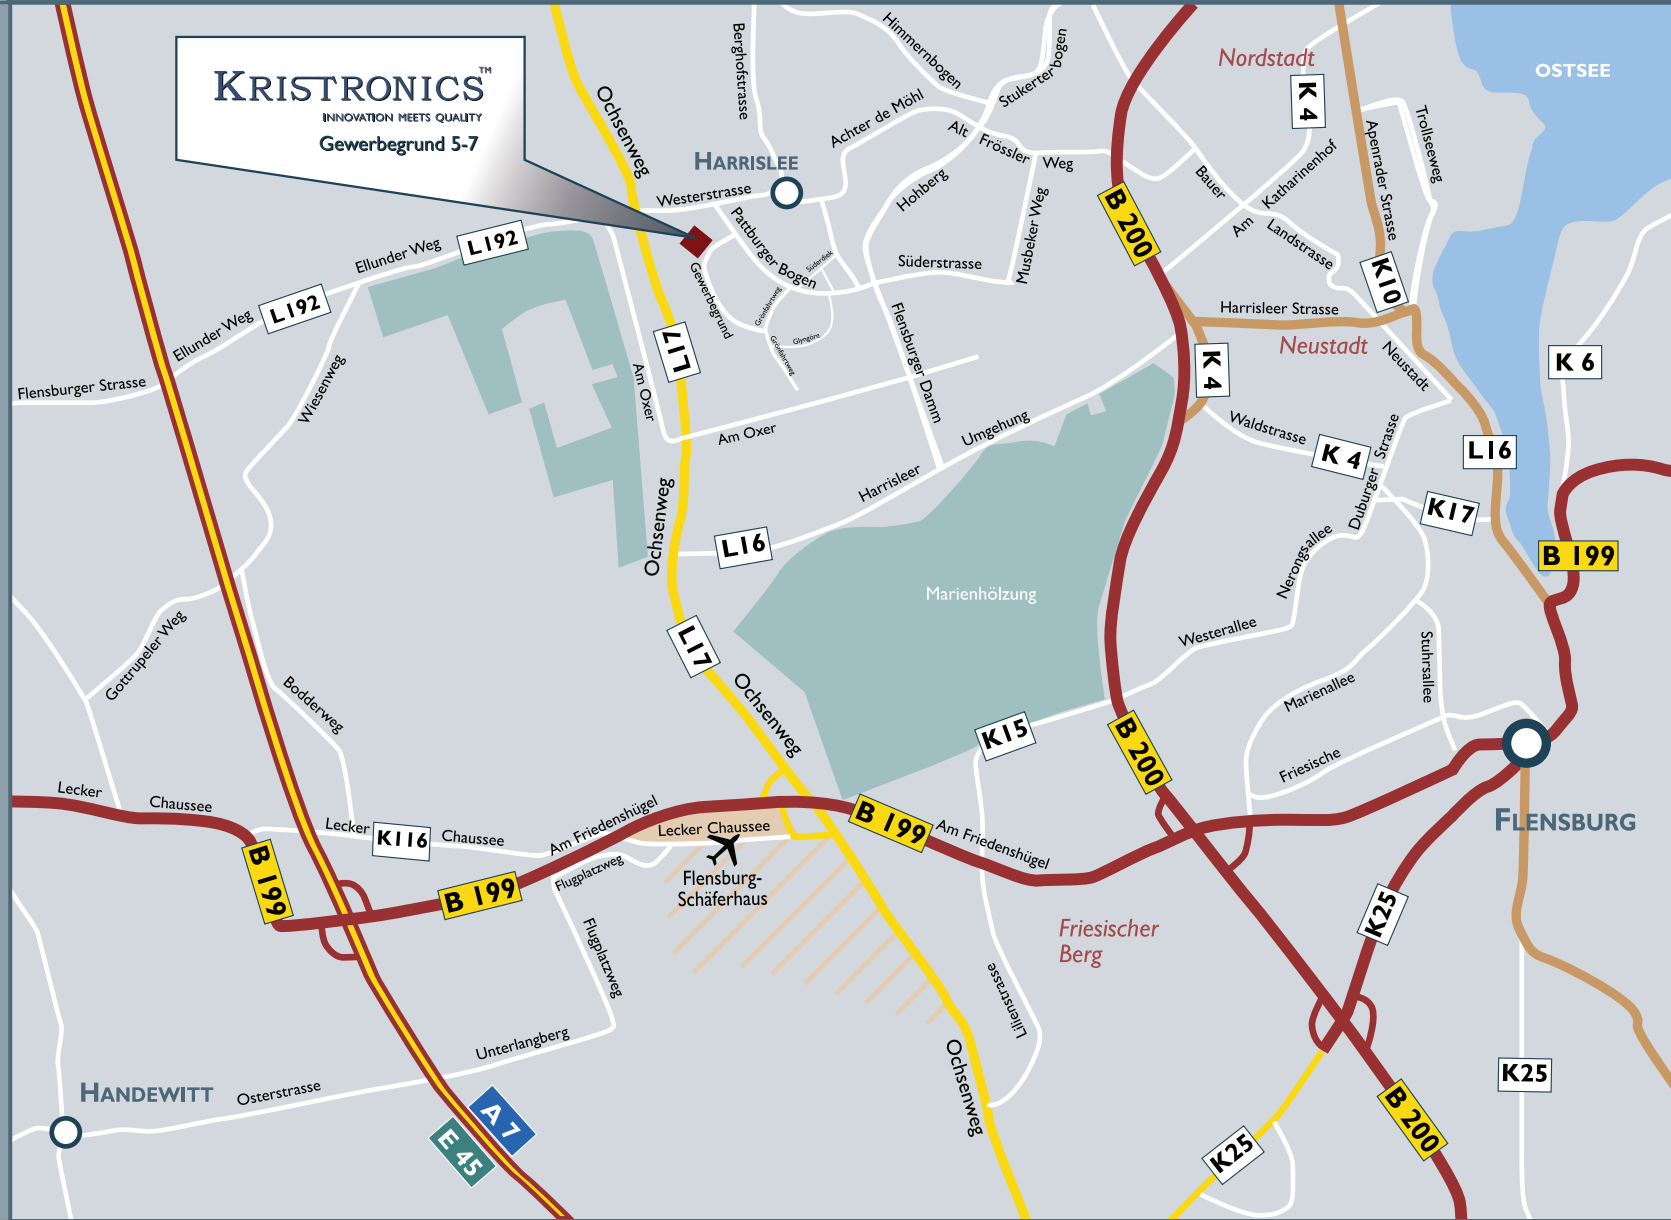 KRISTRONICS™
INNOVATION MEETS QUALITY
Gewerbegrund 5-7
Ochsenweg
Berghofstrasse
Himmernbogen
Stukerterbogen
Achter de Möhl
Alt Frössler Weg
HARRISLEE
Westerstrasse
Hohberg
Musbeker Weg
Pattburger Bogen
Süderdiek
Süderstrasse
Gewerbegrund
Grönfahrtweg
Grönfahrtweg
Glyngöre
Flensburger Damm
B 200
Nordstadt
K 4
Bauer
Landstrasse
Am Katharinenhof
Apenrader Strasse
Trollseeweg
OSTSEE
K10
Harrisleer Strasse
Neustadt
Neustadt
K 4
K 6
Ellunder Weg
L192
Ellunder Weg
L192
Flensburger Strasse
Wiesenweg
L17
Am Oxer
Am Oxer
Harrisleer
Umgehung
Waldstrasse
K 4
Duburger Strasse
L16
K17
B 199
Ochsenweg
L16
Marienhölzung
Nerongsallee
Westerallee
Stuhrsallee
Marienallee
Friesische
L17
Ochsenweg
Gottrupeler Weg
Bodderweg
K15
B 200
FLENSBURG
Lecker
Chaussee
Lecker
K116
Chaussee
Am Friedenshügel
Lecker Chaussee
B 199
Am Friedenshügel
B 199
B 199
Flugplatzweg
Flensburg-
Schäferhaus
Flugplatzweg
Friesischer
Berg
Lilienstrasse
K25
Unterlangberg
Osterstrasse
HANDEWITT
A 7
E 45
Ochsenweg
K25
B 200
K25